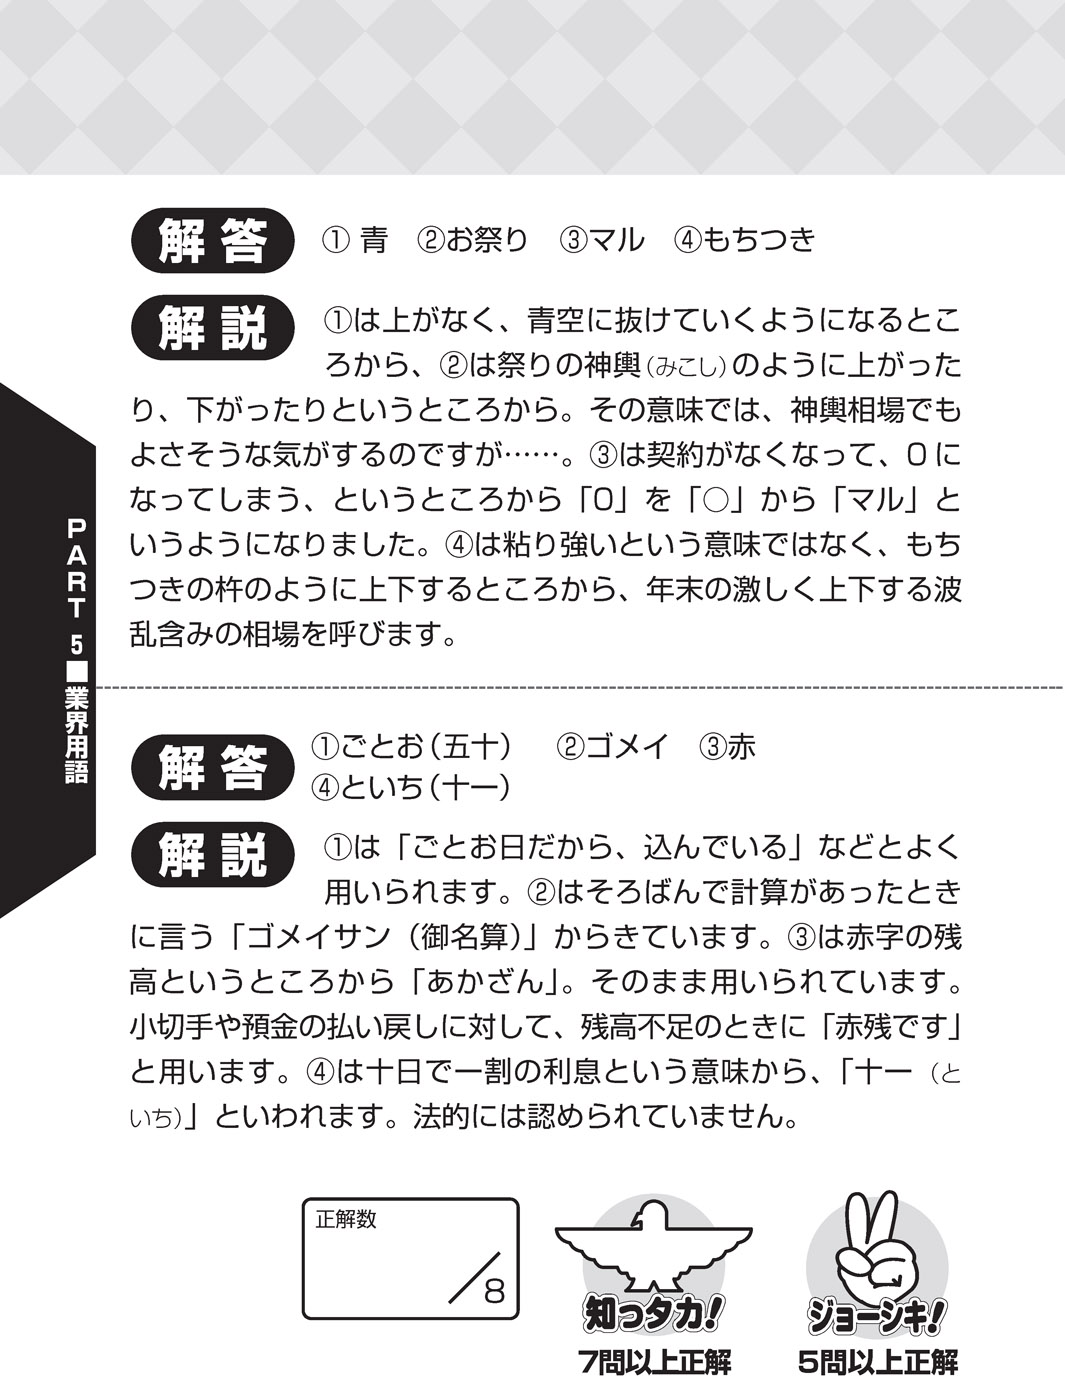 解答
① 青　②お祭り　③マル　④もちつき
解説
①は上がなく、青空に抜けていくようになるとこ
ろから、②は祭りの神輿（みこし）のように上がった
り、下がったりというところから。その意味では、神輿相場でも
よさそうな気がするのですが……。③は契約がなくなって、0に
なってしまう、というところから「0」を「○」から「マル」と
いうようになりました。④は粘り強いという意味ではなく、もち
つきの杵のように上下するところから、年末の激しく上下する波
乱含みの相場を呼びます。
PART 5■業界用語
解答
①ごとお（五十）　②ゴメイ　③赤
④といち（十一）
解説
①は「ごとお日だから、込んでいる」などとよく
用いられます。②はそろばんで計算があったとき
に言う「ゴメイサン（御名算）」からきています。③は赤字の残
高というところから「あかざん」。そのまま用いられています。
小切手や預金の払い戻しに対して、残高不足のときに「赤残です」
と用います。④は十日で一割の利息という意味から、「十一（と
いち）」といわれます。法的には認められていません。
正解数
／8
知っタカ！
7問以上正解
ジョーシキ！
5問以上正解